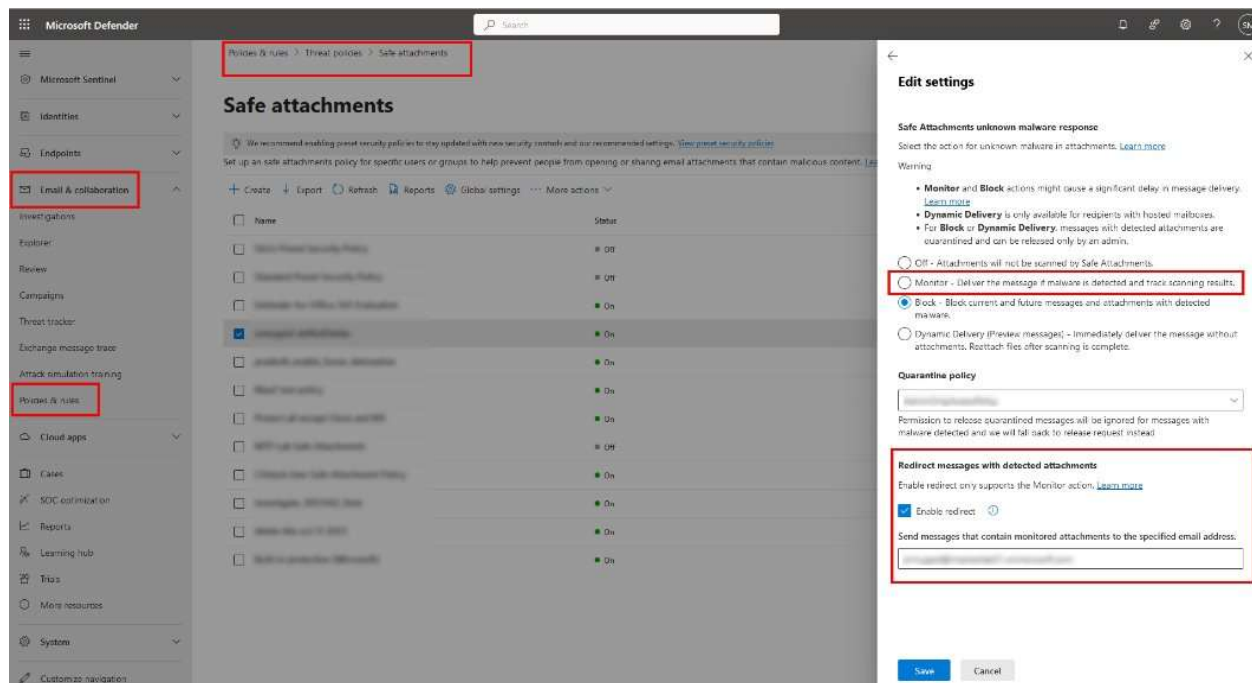 Microsoft Defender
Search
SM
Microsoft Sentinel
Identities
Endpoints
Email & collaboration
Investigations
Explorer
Review
Campaigns
Threat tracker
Exchange message trace
Attack simulation training
Policies & rules
Cloud apps
Cases
SOC optimization
Reports
Learning hub
Trials
More resources
System
Customize navigation
Policies & rules > Threat policies > Safe attachments
Safe attachments
We recommend enabling preset security policies to stay updated with new security controls and our recommended settings. View preset security policies
Set up an safe attachments policy for specific users or groups to help prevent people from opening or sharing email attachments that contain malicious content.
Create Export Refresh Reports Global settings More actions
Name Status
Off
Off
On
On
On
On
On
Off
On
On
On
On
Edit settings
Safe Attachments unknown malware response
Select the action for unknown malware in attachments. Learn more
Warning
• Monitor and Block actions might cause a significant delay in message delivery.
Learn more
• Dynamic Delivery is only available for recipients with hosted mailboxes.
• For Block or Dynamic Delivery, messages with detected attachments are
quarantined and can be released only by an admin.
Off - Attachments will not be scanned by Safe Attachments.
Monitor - Deliver the message if malware is detected and track scanning results.
Block - Block current and future messages and attachments with detected
malware.
Dynamic Delivery (Preview messages) - Immediately deliver the message without
attachments. Reattach files after scanning is complete.
Quarantine policy
Permission to release quarantined messages will be ignored for messages with
malware detected and we will fall back to release request instead
Redirect messages with detected attachments
Enable redirect only supports the Monitor action. Learn more
Enable redirect
Send messages that contain monitored attachments to the specified email address.
Save Cancel